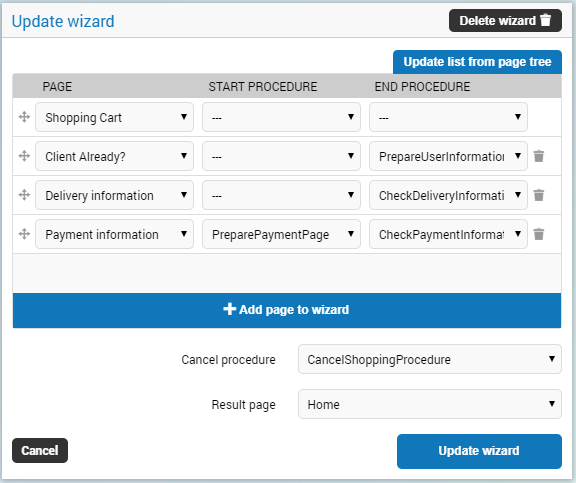 Update wizard
Delete wizard
Update list from page tree
PAGE START PROCEDURE END PROCEDURE
Shopping Cart --- ---
Client Already? --- PrepareUserInformation
Delivery information --- CheckDeliveryInformati
Payment information PreparePaymentPage CheckPaymentInformat
Add page to wizard
Cancel procedure CancelShoppingProcedure
Result page Home
Cancel
Update wizard